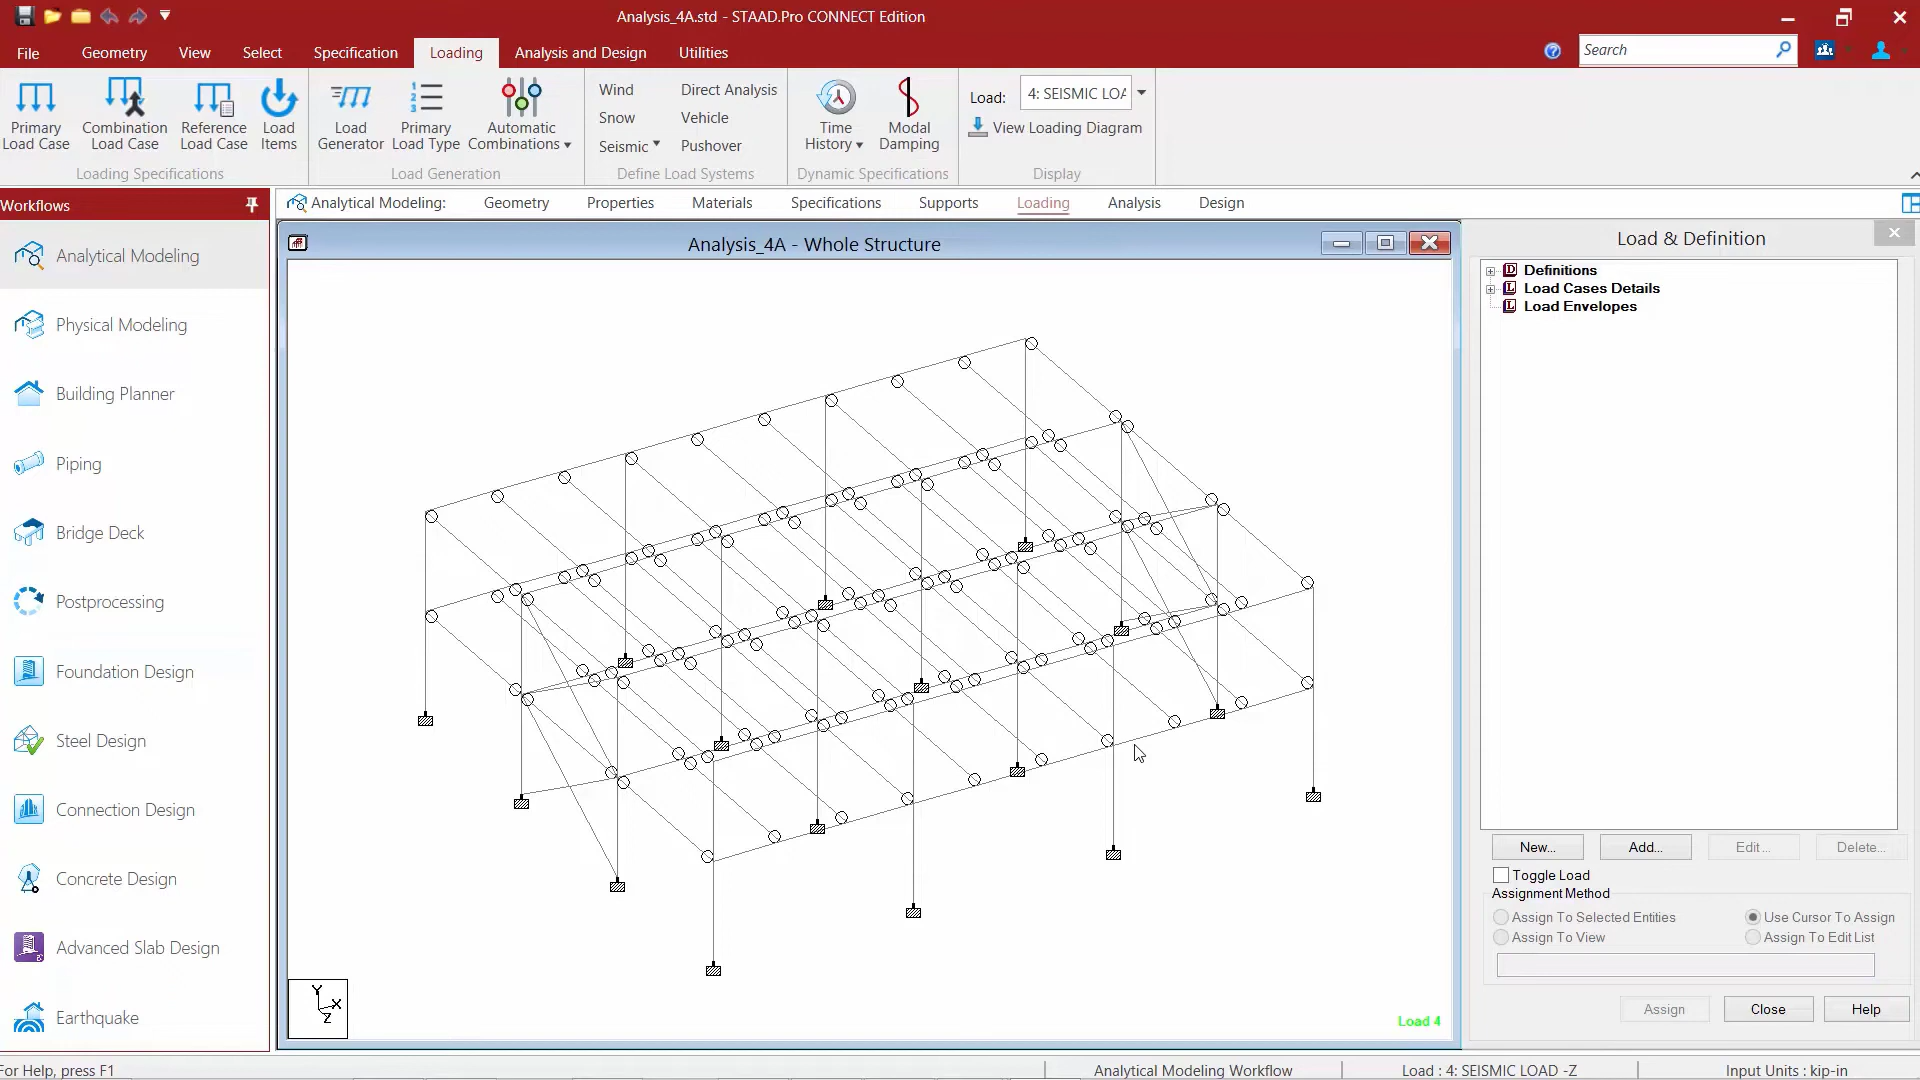 Analysis_4A.std - STAAD.Pro CONNECT Edition
File Geometry View Select Specification Loading Analysis and Design Utilities Search
Primary Load Case
Combination Load Case
Reference Load Case
Load Items
Loading Specifications
Load Generator
Primary Load Type
Automatic Combinations
Load Generation
Wind
Snow
Seismic
Direct Analysis
Vehicle
Pushover
Define Load Systems
Time History
Modal Damping
Dynamic Specifications
Load: 4: SEISMIC LOA
View Loading Diagram
Display
Workflows
Analytical Modeling: Geometry Properties Materials Specifications Supports Loading Analysis Design
Analytical Modeling
Physical Modeling
Building Planner
Piping
Bridge Deck
Postprocessing
Foundation Design
Steel Design
Connection Design
Concrete Design
Advanced Slab Design
Earthquake
Analysis_4A - Whole Structure
Y
X
Z
Load 4
Load & Definition
D Definitions
L Load Cases Details
L Load Envelopes
New... Add... Edit... Delete...
Toggle Load
Assignment Method
Assign To Selected Entities Use Cursor To Assign
Assign To View Assign To Edit List
Assign Close Help
For Help, press F1 Analytical Modeling Workflow Load : 4: SEISMIC LOAD -Z Input Units : kip-in